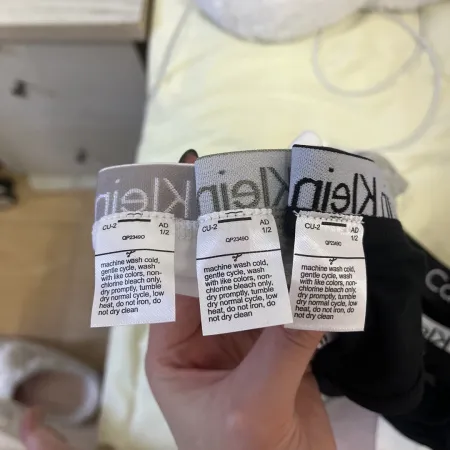 Klein
Klein
Klein
CU-2 AD
1/2
QP2349O
machine wash cold,
gentle cycle, wash
with like colors, non-
chlorine bleach only,
dry promptly, tumble
dry normal cycle, low
heat, do not iron, do
not dry clean
CU-2 AD
1/2
QP2349O
machine wash cold,
gentle cycle, wash
with like colors, non-
chlorine bleach only,
dry promptly, tumble
dry normal cycle, low
heat, do not iron, do
not dry clean
CU-2 AD
1/2
QP2349O
machine wash cold,
gentle cycle, wash
with like colors, non-
chlorine bleach only,
dry promptly, tumble
dry normal cycle, low
heat, do not iron, do
not dry clean